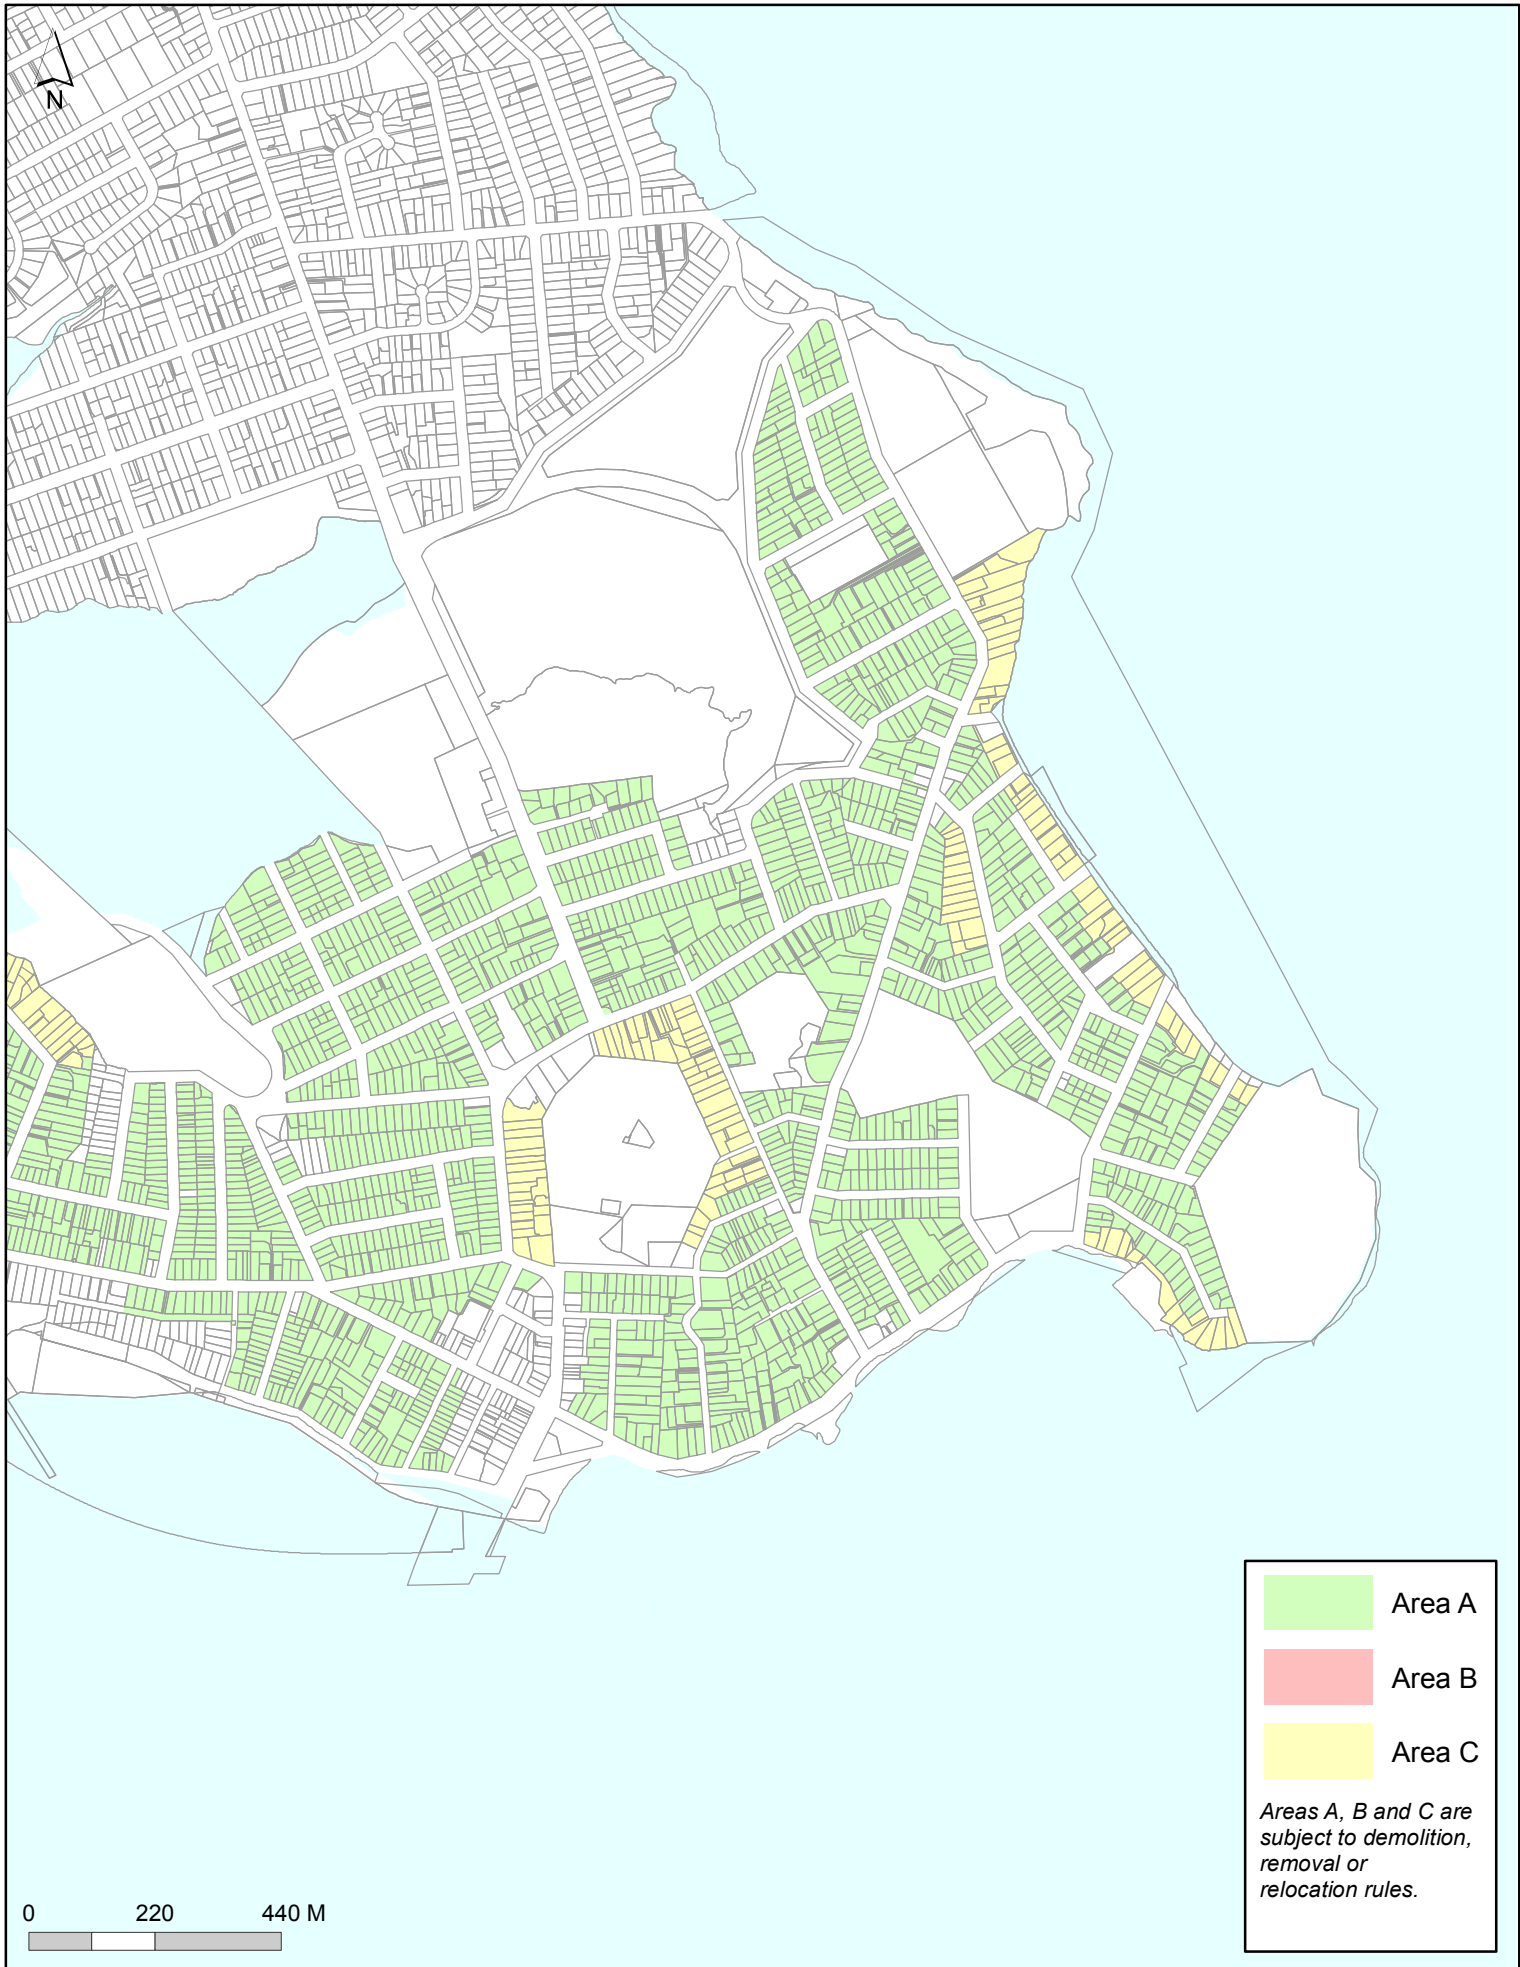 N
Area A
Area B
Area C
Areas A, B and C are
subject to demolition,
removal or
relocation rules.
0 220 440 M